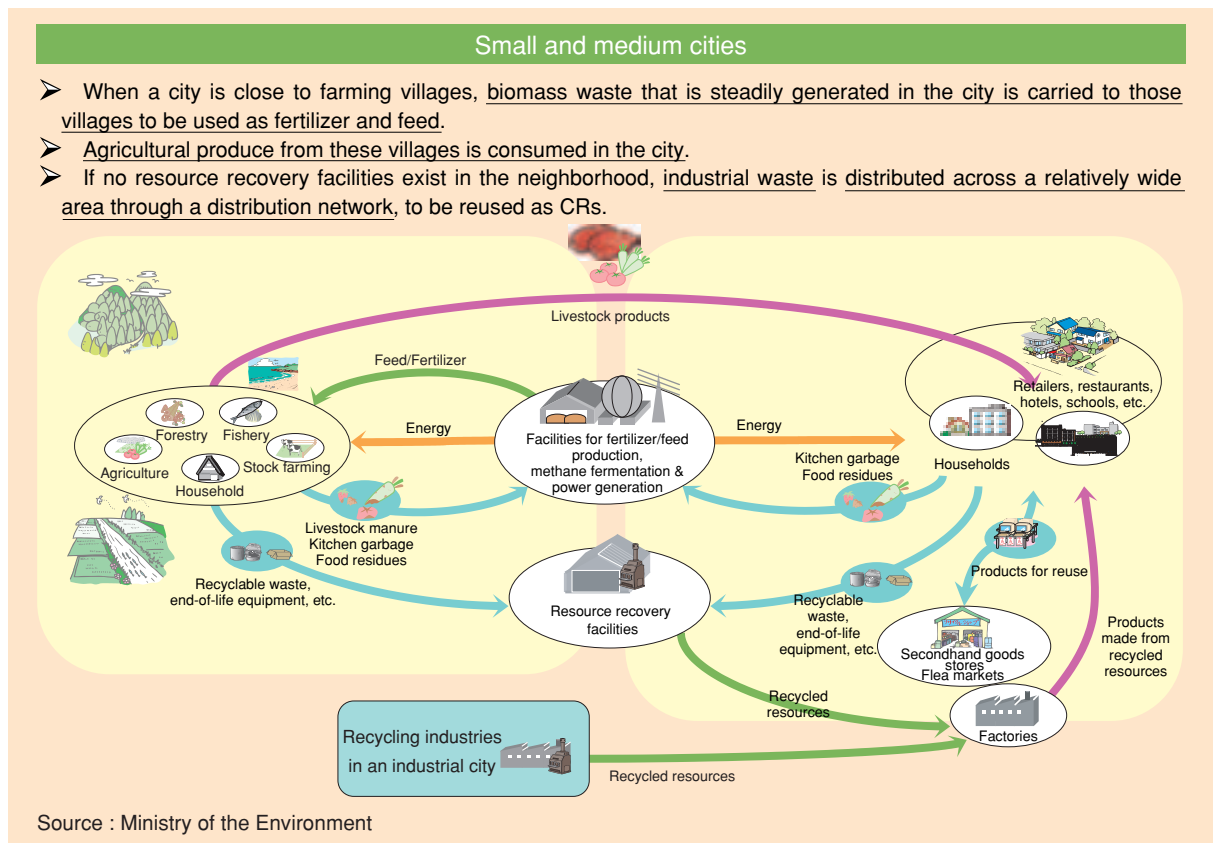 Small and medium cities
➢ When a city is close to farming villages, biomass waste that is steadily generated in the city is carried to those
villages to be used as fertilizer and feed.
➢ Agricultural produce from these villages is consumed in the city.
➢ If no resource recovery facilities exist in the neighborhood, industrial waste is distributed across a relatively wide
area through a distribution network, to be reused as CRs.
Livestock products
Feed/Fertilizer
Retailers, restaurants,
hotels, schools, etc.
Forestry
Fishery
Agriculture
Stock farming
Household
Energy
Facilities for fertilizer/feed
production,
methane fermentation &
power generation
Energy
Kitchen garbage
Food residues
Households
Livestock manure
Kitchen garbage
Food residues
Recyclable waste,
end-of-life equipment, etc.
Resource recovery
facilities
Products for reuse
Recyclable
waste,
end-of-life
equipment, etc.
Secondhand goods
stores
Flea markets
Products
made from
recycled
resources
Recycled
resources
Factories
Recycling industries
in an industrial city
Recycled resources
Source : Ministry of the Environment